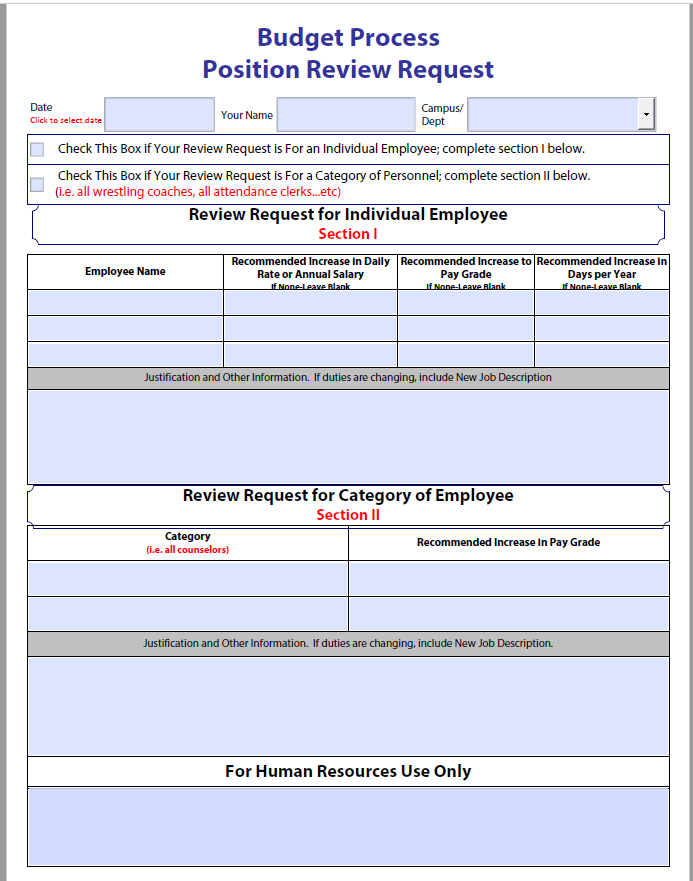 Budget Process
Position Review Request
Date
Click to select date
Your Name
Campus/
Dept
Check This Box if Your Review Request is For an Individual Employee; complete section I below.
Check This Box if Your Review Request is For a Category of Personnel; complete section II below.
(i.e. all wrestling coaches, all attendance clerks...etc)
Review Request for Individual Employee
Section I
Employee Name
Recommended Increase in Daily
Rate or Annual Salary
If None-Leave Blank
Recommended Increase to
Pay Grade
If None-Leave Blank
Recommended Increase in
Days per Year
If None-Leave Blank
Justification and Other Information.  If duties are changing, include New Job Description
Review Request for Category of Employee
Section II
Category
(i.e. all counselors)
Recommended Increase in Pay Grade
Justification and Other Information.  If duties are changing, include New Job Description.
For Human Resources Use Only